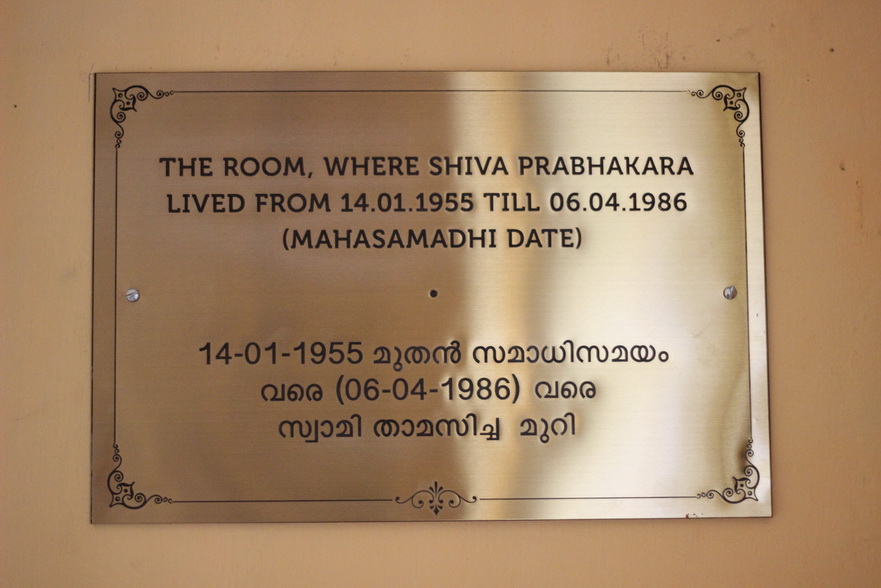 THE ROOM, WHERE SHIVA PRABHAKARA
LIVED FROM 14.01.1955 TILL 06.04.1986
(MAHASAMADHI DATE)
14-01-1955 മുതൻ സമാധിസമയം
വരെ (06-04-1986) വരെ
സ്വാമി താമസിച്ച മുറി